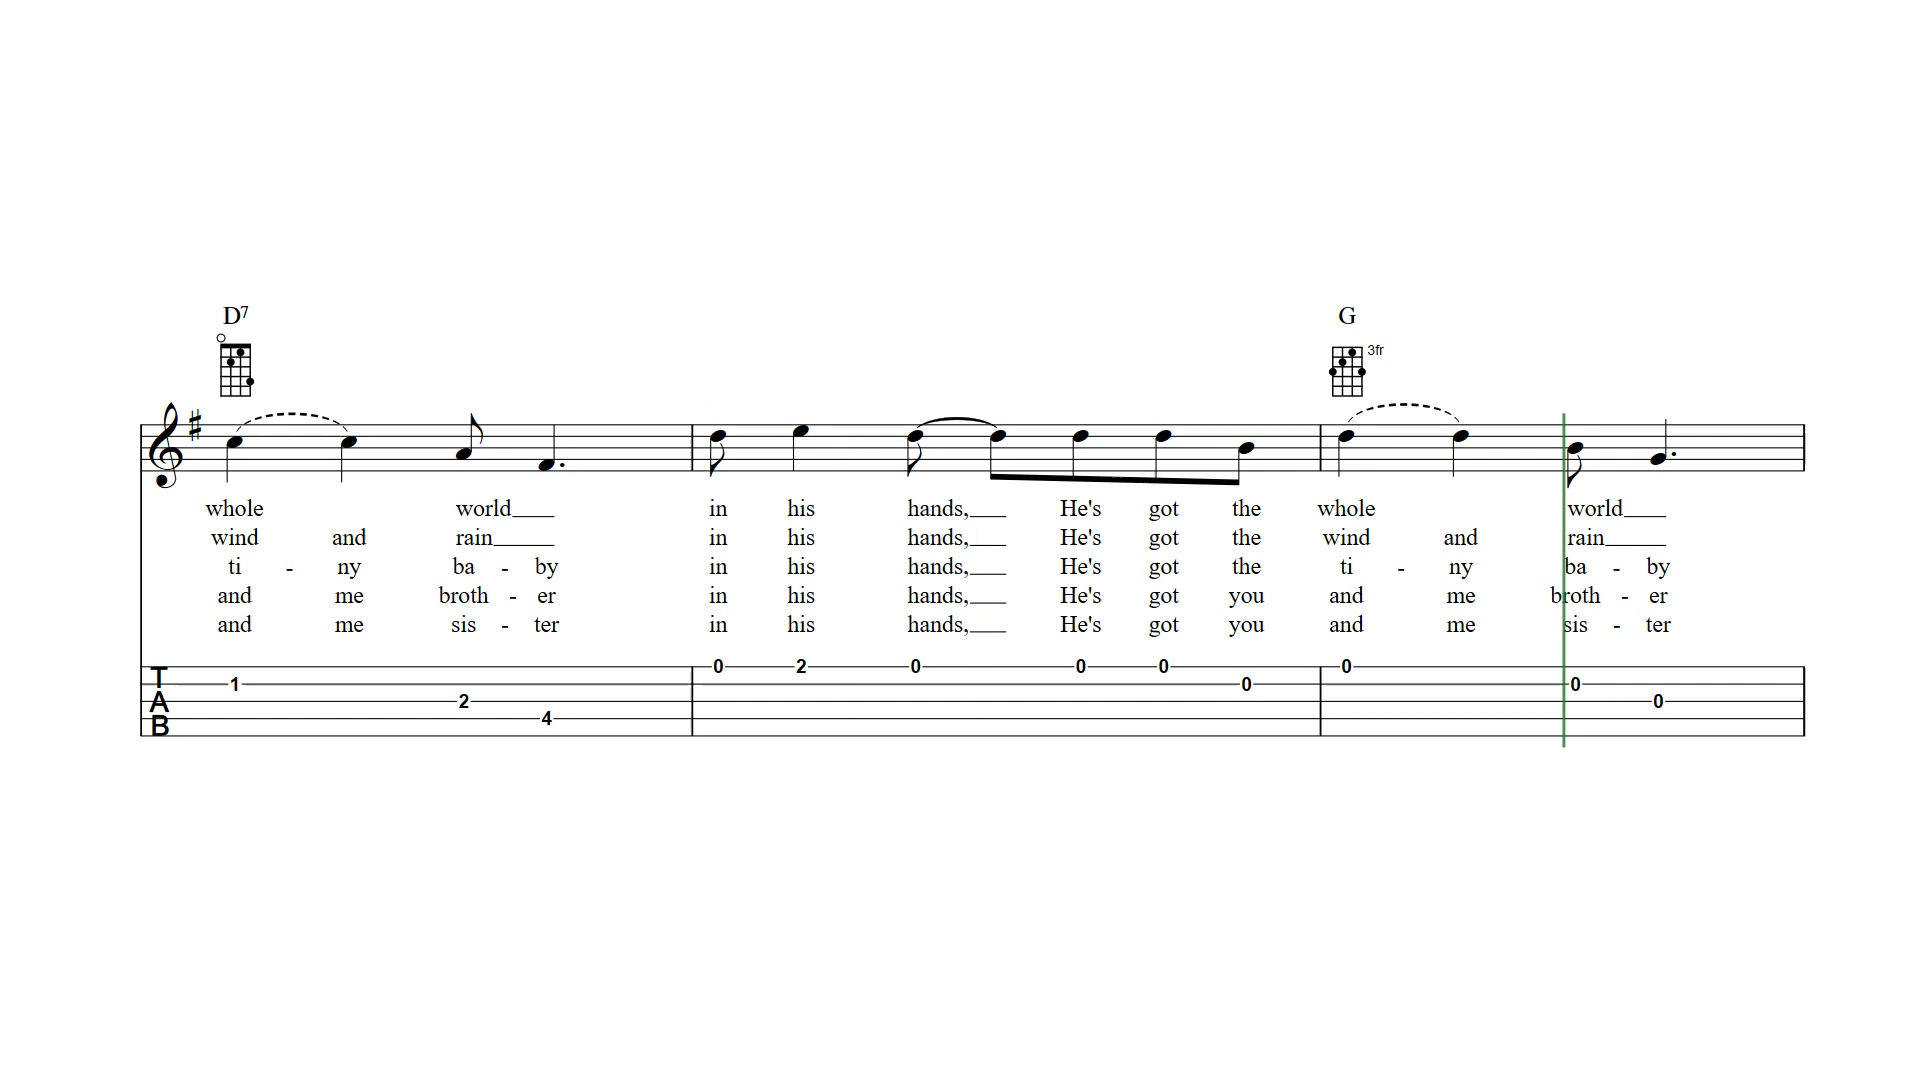 D7 G
3fr
whole world____ in his hands,___ He's got the whole world____
wind and rain_____ in his hands,___ He's got the wind and rain_____
ti - ny ba - by in his hands,___ He's got the ti - ny ba - by
and me broth - er in his hands,___ He's got you and me broth - er
and me sis - ter in his hands,___ He's got you and me sis - ter
T 0 2 0 0 0 0
1 0 0
A 2 0
B 4